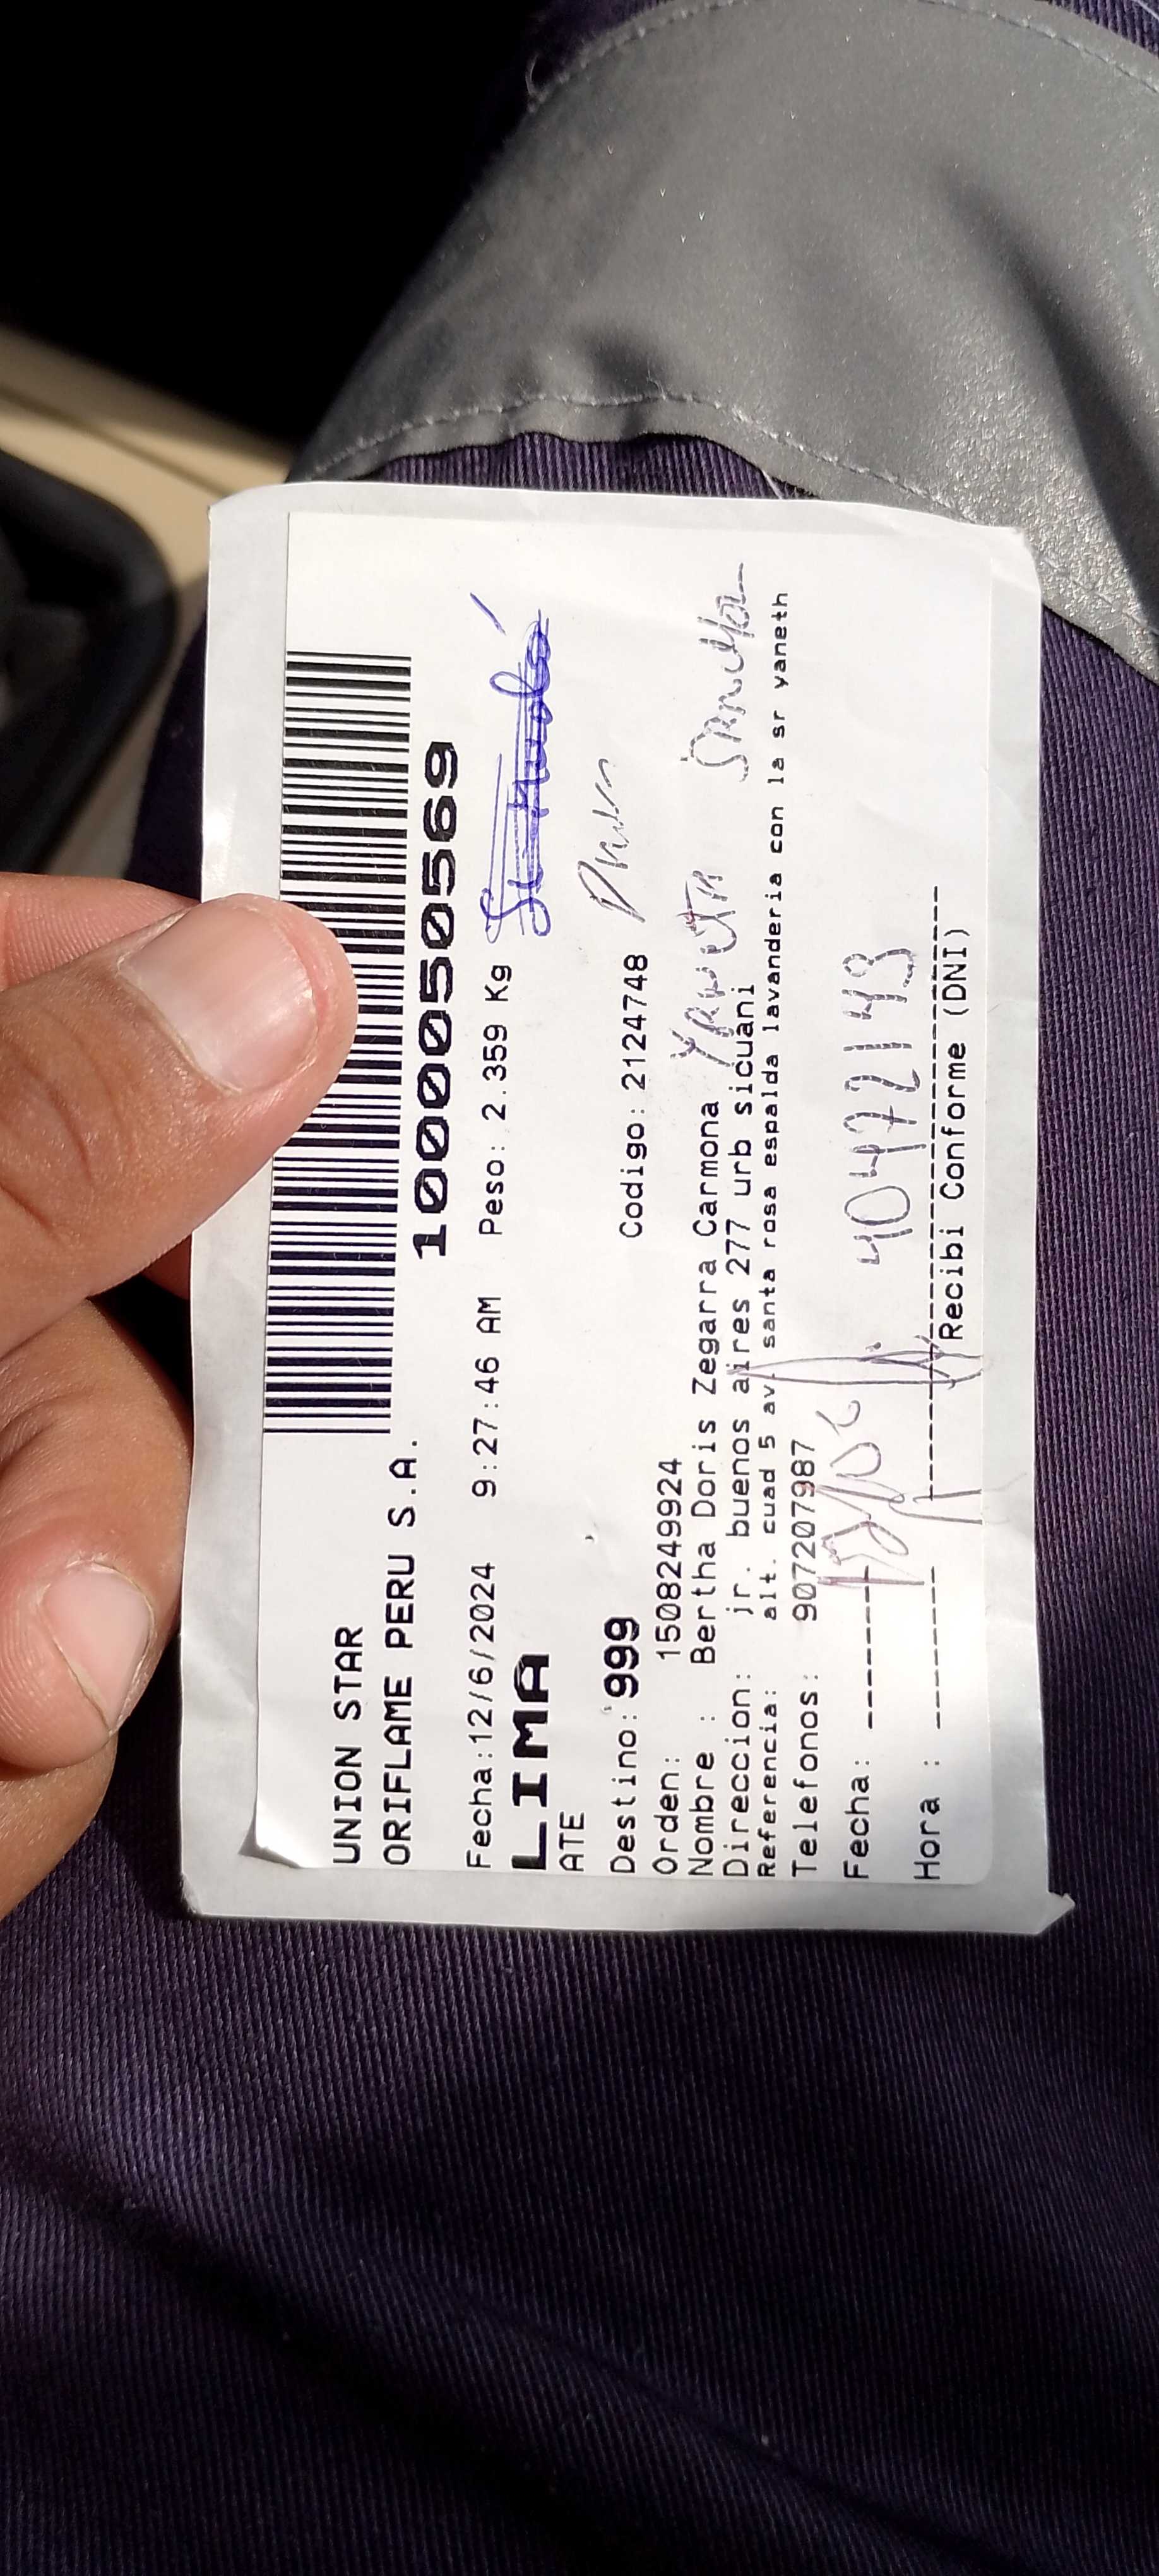 UNION STAR
ORIFLAME PERU S.A.
1000050569
Fecha:12/6/2024 9:27:46 AM Peso: 2.359 Kg
LIMA
ATE
Destino: 999 Codigo: 2124748
Orden: 1508249924
Nombre : Bertha Doris Zegarra Carmona
Yaneth
Direccion: jr. buenos aires 277 urb sicuani
Referencia: alt. cuad 5 av. santa rosa espalda lavanderia con la sr yaneth
Telefonos: 907207987
Fecha: --------
40472143
Hora : --------
Recibi Conforme (DNI)